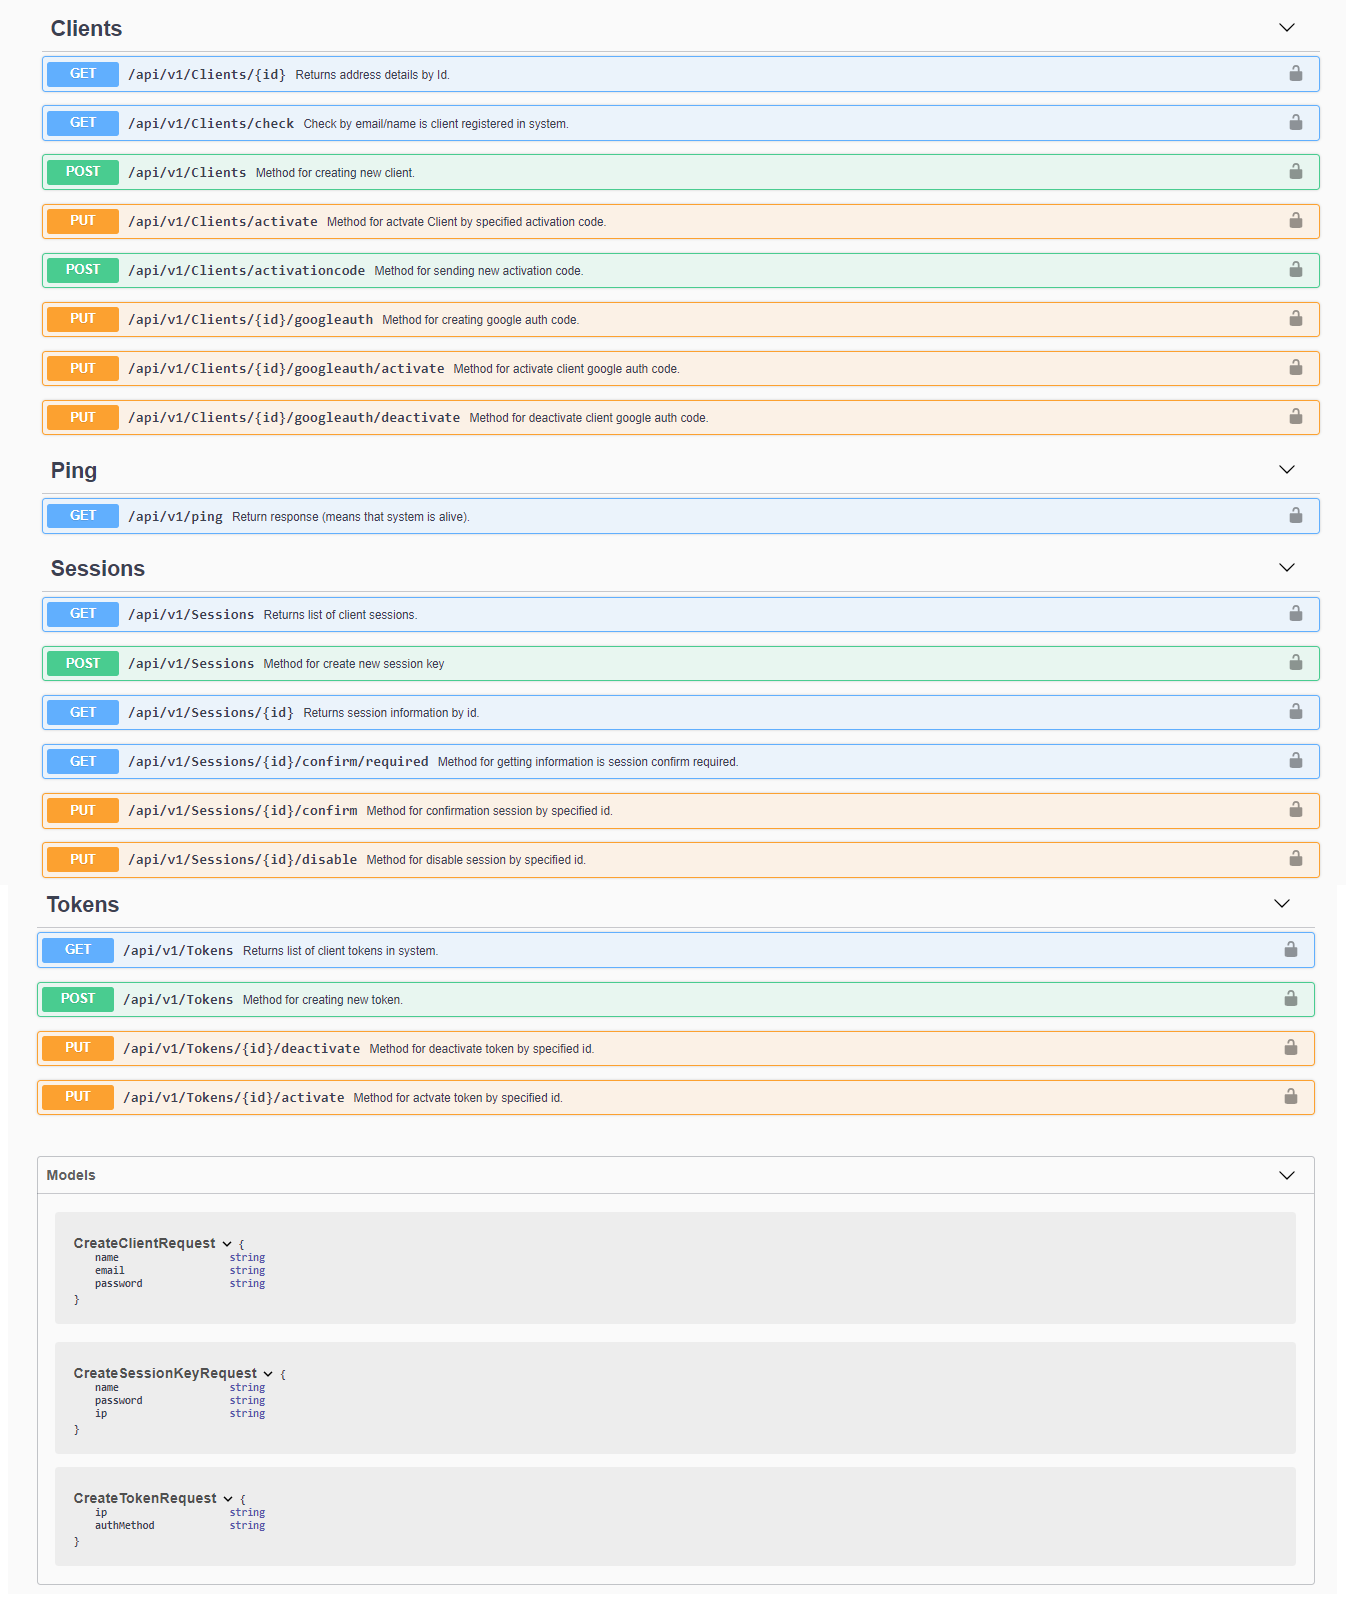 Clients
GET /api/v1/Clients/{id} Returns address details by Id.
GET /api/v1/Clients/check Check by email/name is client registered in system.
POST /api/v1/Clients Method for creating new client.
PUT /api/v1/Clients/activate Method for actvate Client by specified activation code.
POST /api/v1/Clients/activationcode Method for sending new activation code.
PUT /api/v1/Clients/{id}/googleauth Method for creating google auth code.
PUT /api/v1/Clients/{id}/googleauth/activate Method for activate client google auth code.
PUT /api/v1/Clients/{id}/googleauth/deactivate Method for deactivate client google auth code.
Ping
GET /api/v1/ping Return response (means that system is alive).
Sessions
GET /api/v1/Sessions Returns list of client sessions.
POST /api/v1/Sessions Method for create new session key
GET /api/v1/Sessions/{id} Returns session information by id.
GET /api/v1/Sessions/{id}/confirm/required Method for getting information is session confirm required.
PUT /api/v1/Sessions/{id}/confirm Method for confirmation session by specified id.
PUT /api/v1/Sessions/{id}/disable Method for disable session by specified id.
Tokens
GET /api/v1/Tokens Returns list of client tokens in system.
POST /api/v1/Tokens Method for creating new token.
PUT /api/v1/Tokens/{id}/deactivate Method for deactivate token by specified id.
PUT /api/v1/Tokens/{id}/activate Method for actvate token by specified id.
Models
CreateClientRequest {
name string
email string
password string
}
CreateSessionKeyRequest {
name string
password string
ip string
}
CreateTokenRequest {
ip string
authMethod string
}